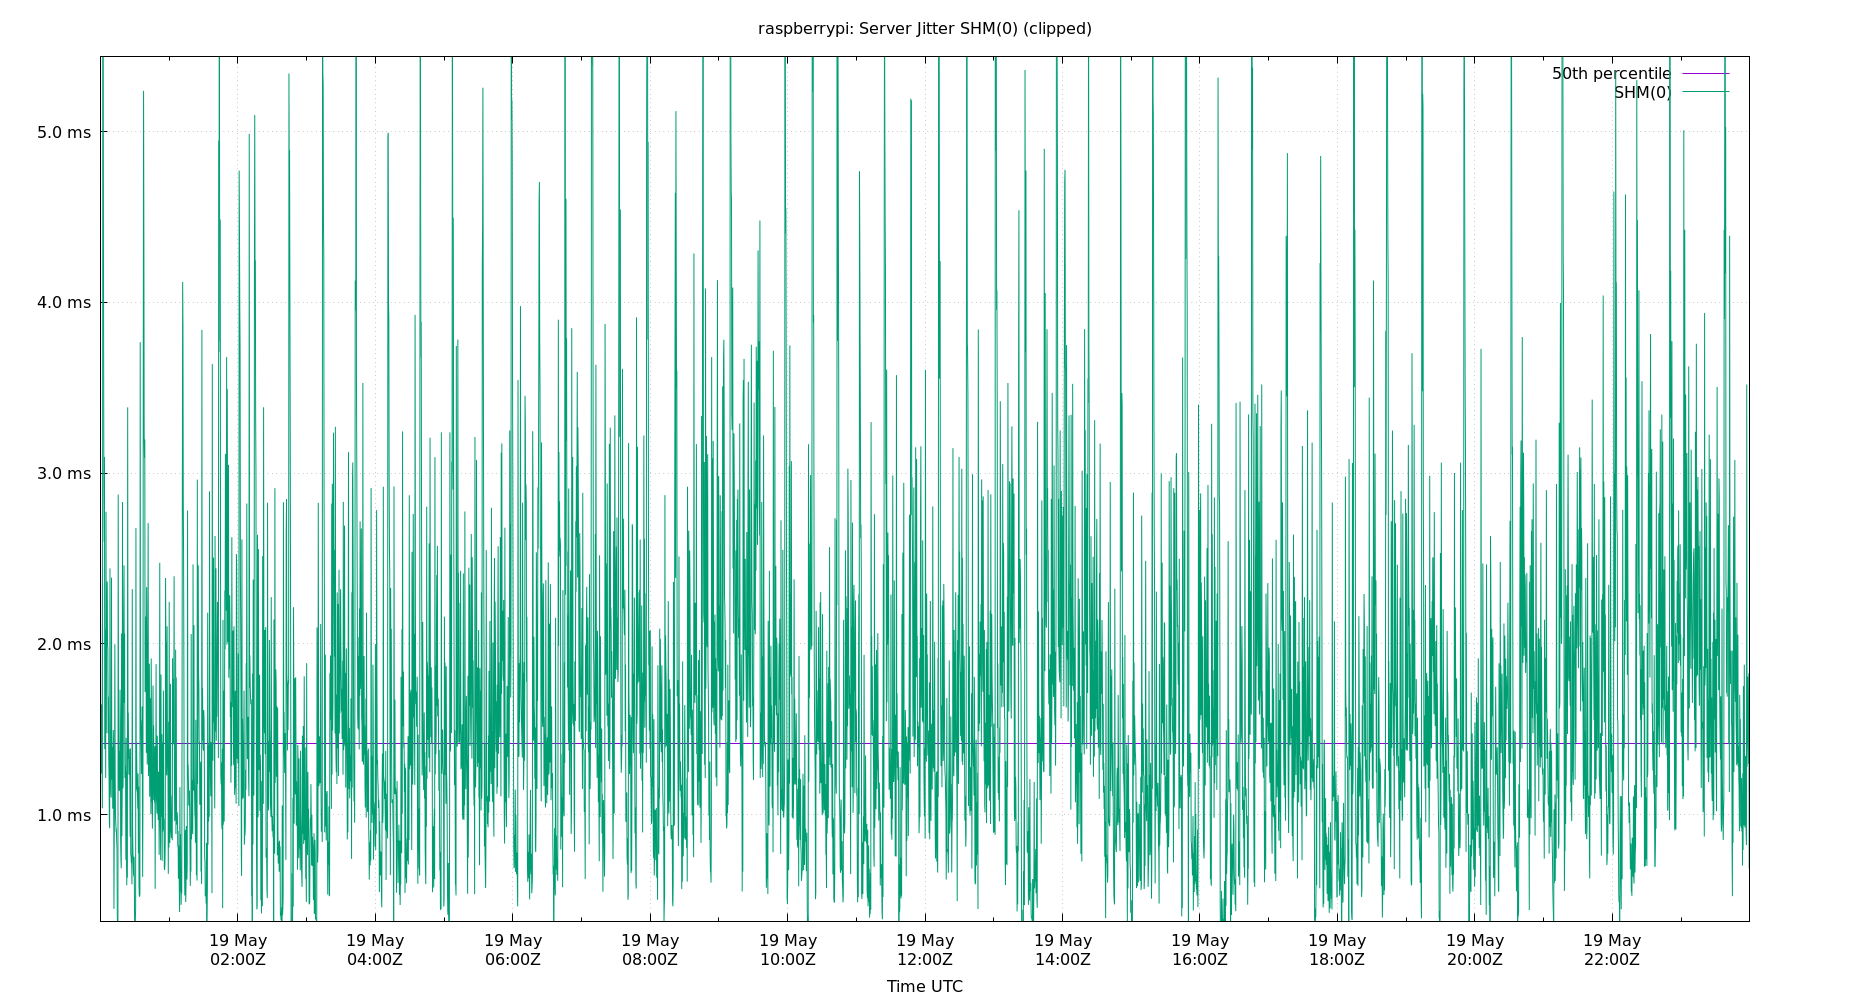 raspberrypi: Server Jitter SHM(0) (clipped)
50th percentile
SHM(0)
5.0 ms
4.0 ms
3.0 ms
2.0 ms
1.0 ms
19 May 19 May 19 May 19 May 19 May 19 May 19 May 19 May 19 May 19 May 19 May
02:00Z 04:00Z 06:00Z 08:00Z 10:00Z 12:00Z 14:00Z 16:00Z 18:00Z 20:00Z 22:00Z
Time UTC